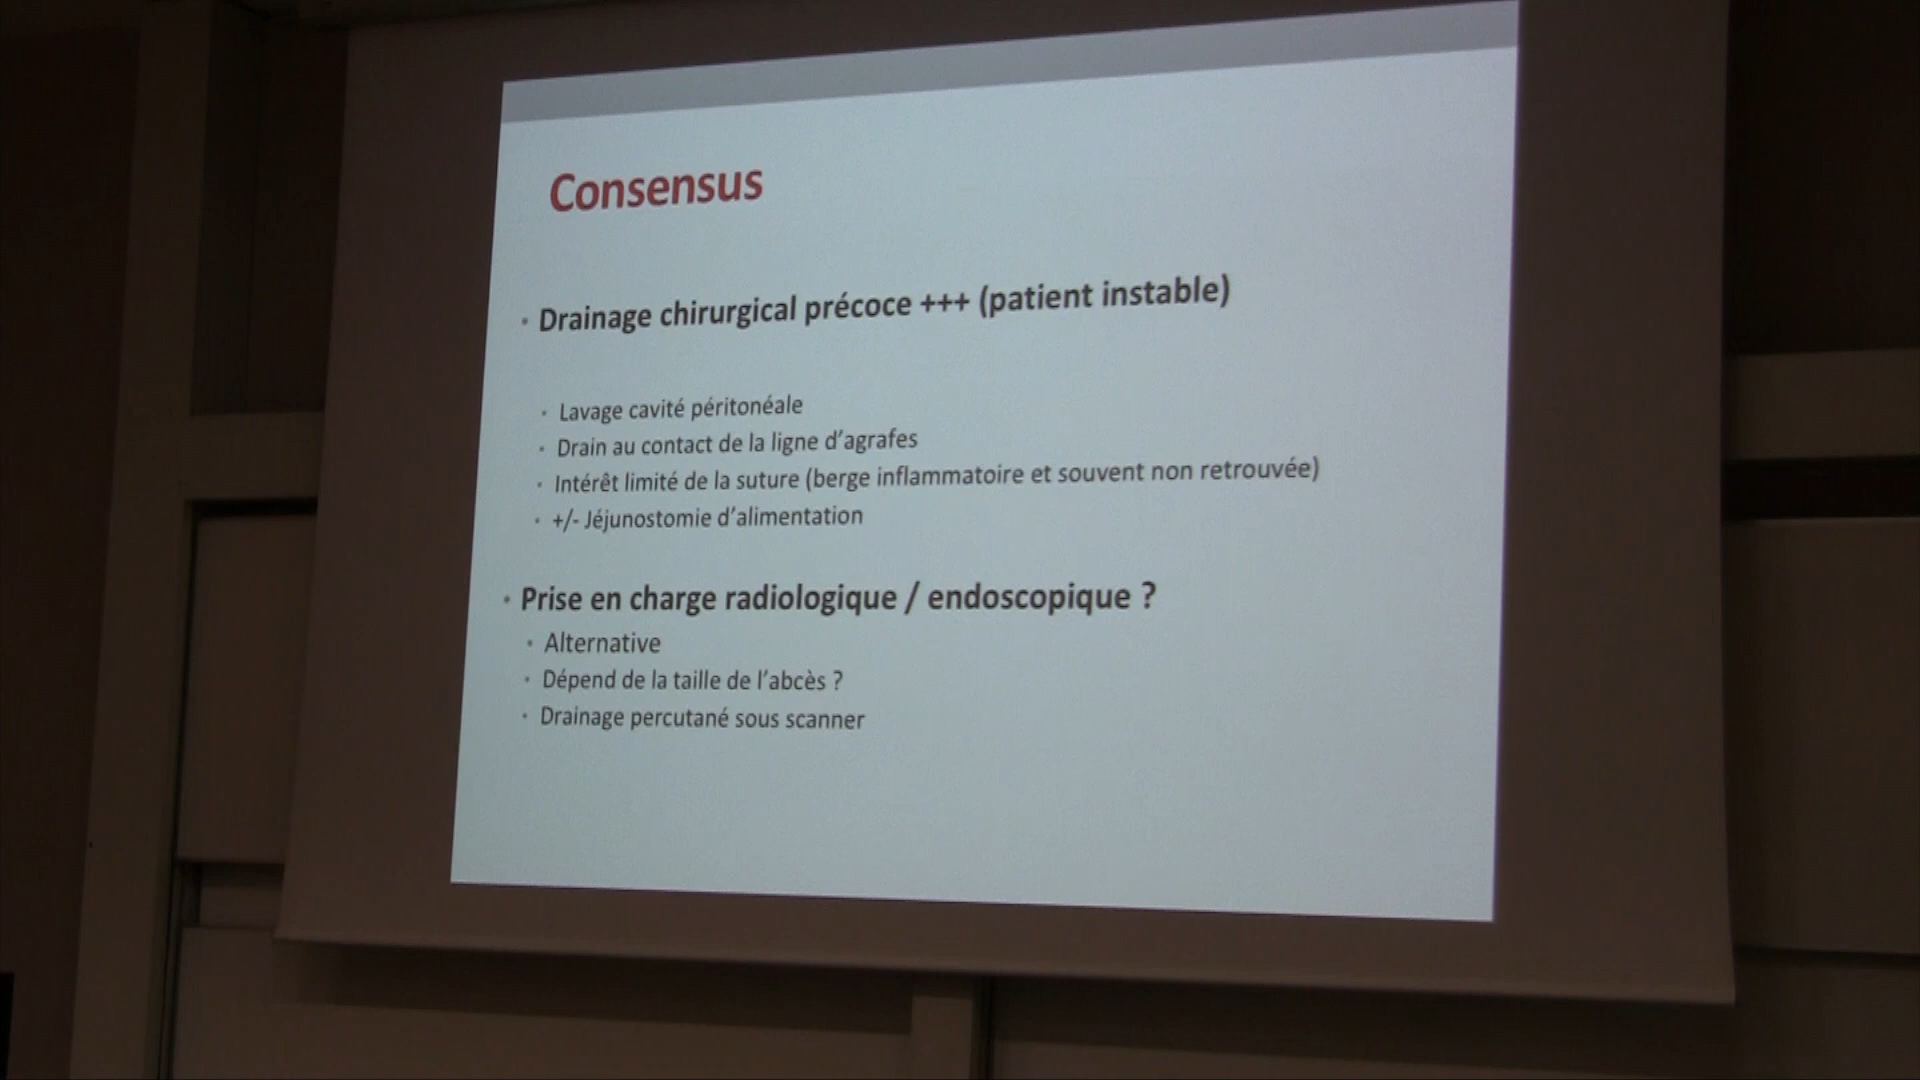 Consensus
• Drainage chirurgical précoce +++ (patient instable)
• Lavage cavité péritonéale
• Drain au contact de la ligne d’agrafes
• Intérêt limité de la suture (berge inflammatoire et souvent non retrouvée)
• +/- Jéjunostomie d’alimentation
• Prise en charge radiologique / endoscopique ?
• Alternative
• Dépend de la taille de l’abcès ?
• Drainage percutané sous scanner